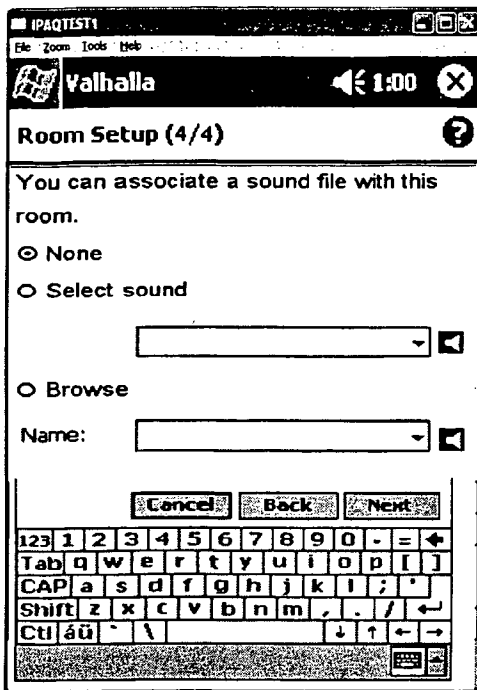 IPAQTEST1
File Zoom Tools Help
Valhalla 1:00
Room Setup (4/4) ?
You can associate a sound file with this
room.
None
Select sound
Browse
Name:
Cancel Back Next
123 1 2 3 4 5 6 7 8 9 0 - =
Tab q w e r t y u i o p [ ]
CAP a s d f g h j k l ; '
Shift z x c v b n m , . /
Ctl áü ` \